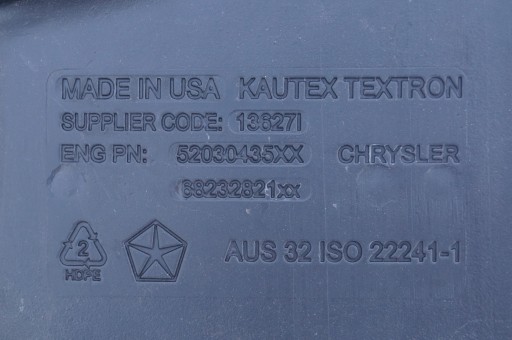 MADE IN USA KAUTEX TEXTRON
SUPPLIER CODE: 13627I
ENG PN: 52030435XX CHRYSLER
68232821xx
2
HDPE
AUS 32 ISO 22241-1